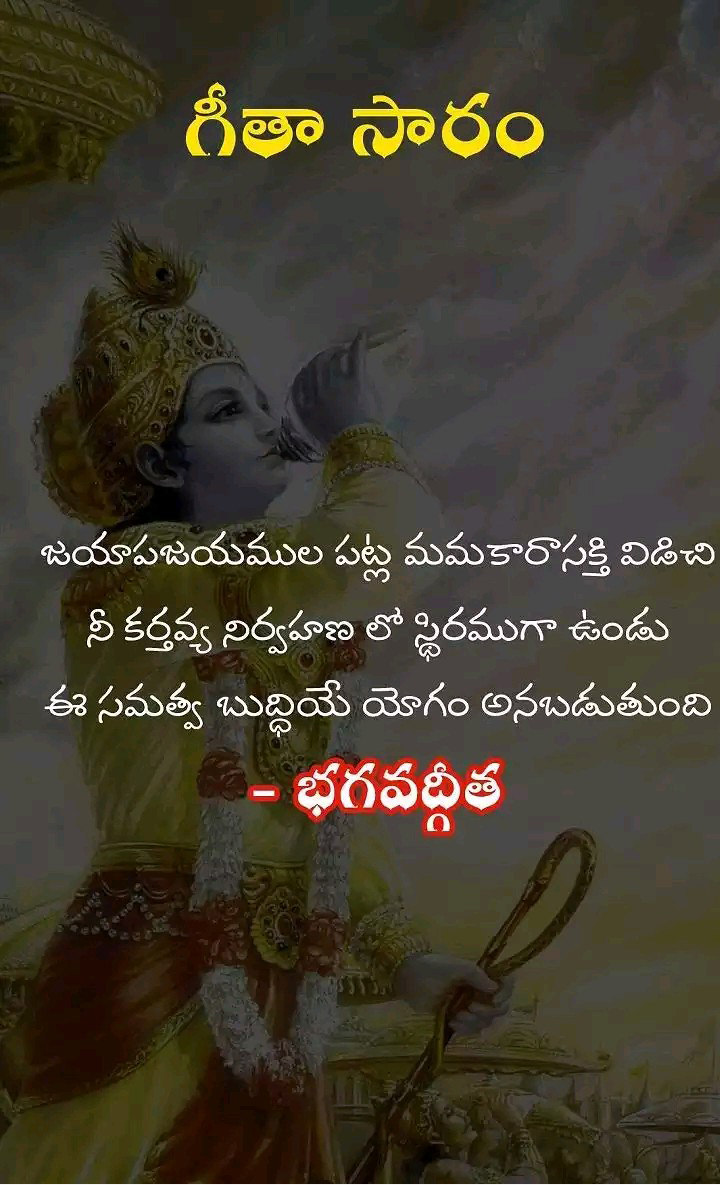 గీతా సారం
జయాపజయముల పట్ల మమకారాసక్తి విడిచి
నీ కర్తవ్య నిర్వహణ లో స్థిరముగా ఉండు
ఈ సమత్వ బుద్ధియే యోగం అనబడుతుంది
- భగవద్గీత